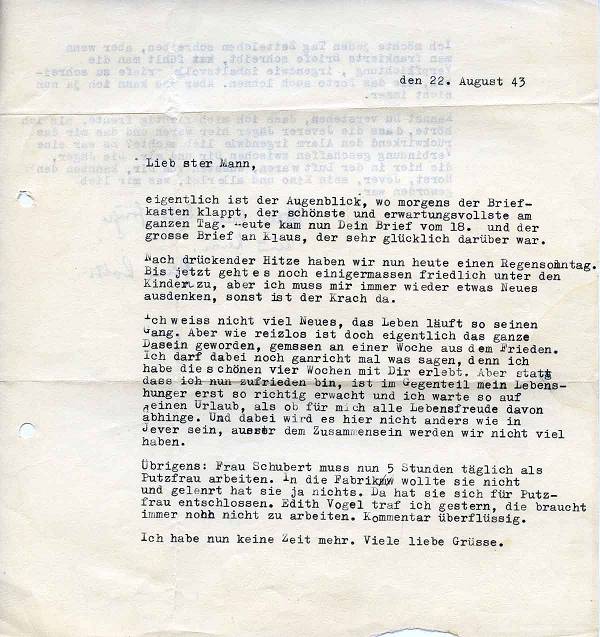 den 22. August 43
Lieb ster Mann,
eigentlich ist der Augenblick, wo morgens der Brief-
kasten klappt, der schönste und erwartungsvollste am
ganzen Tag. Heute kam nun Dein Brief vom 18. und der
grosse Brief an Klaus, der sehr glücklich darüber war.
Nach drückender Hitze haben wir nun heute einen Regensonntag.
Bis jetzt geht es noch einigermassen friedlich unter den
Kindern zu, aber ich muss mir immer wieder etwas Neues
ausdenken, sonst ist der Krach da.
Ich weiss nicht viel Neues, das Leben läuft so seinen
Gang. Aber wie reizlos ist doch eigentlich das ganze
Dasein geworden, gemssen an einer Woche aus dem Frieden.
Ich darf dabei noch ganricht mal was sagen, denn ich
habe die schönen vier Wochen mit Dir erlebt. Aber statt
dass ich nun zufrieden bin, ist im Gegenteil mein Lebens-
hunger erst so richtig erwacht und ich warte so auf
Deinen Urlaub, als ob für mich alle Lebensfreude davon
abhinge. Und dabei wird es hier nicht anders wie in
Jever sein, ausser dem Zusammensein werden wir nicht viel
haben.
Übrigens: Frau Schubert muss nun 5 Stunden täglich als
Putzfrau arbeiten. In die Fabrik wollte sie nicht
und gelernt hat sie ja nichts. Da hat sie sich für Putz-
frau entschlossen. Edith Vogel traf ich gestern, die braucht
immer noch nicht zu arbeiten. Kommentar überflüssig.
Ich habe nun keine Zeit mehr. Viele liebe Grüsse.